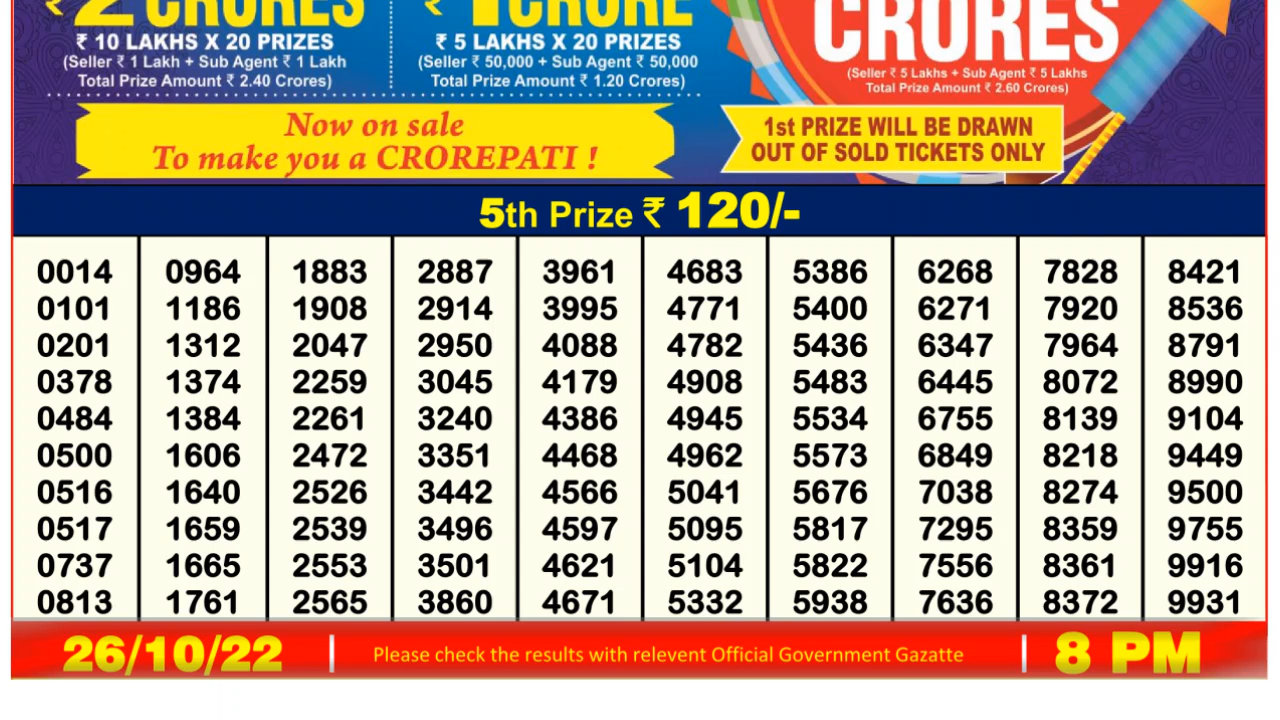 ₹ 2 CRORES
₹ 1 CRORE
CRORES
₹ 10 LAKHS X 20 PRIZES
(Seller ₹ 1 Lakh + Sub Agent ₹ 1 Lakh
Total Prize Amount ₹ 2.40 Crores)
₹ 5 LAKHS X 20 PRIZES
(Seller ₹ 50,000 + Sub Agent ₹ 50,000
Total Prize Amount ₹ 1.20 Crores)
(Seller ₹ 5 Lakhs + Sub Agent ₹ 5 Lakhs
Total Prize Amount ₹ 2.60 Crores)
Now on sale
To make you a CROREPATI !
1st PRIZE WILL BE DRAWN
OUT OF SOLD TICKETS ONLY
5th Prize ₹ 120/-
0014 0964 1883 2887 3961 4683 5386 6268 7828 8421
0101 1186 1908 2914 3995 4771 5400 6271 7920 8536
0201 1312 2047 2950 4088 4782 5436 6347 7964 8791
0378 1374 2259 3045 4179 4908 5483 6445 8072 8990
0484 1384 2261 3240 4386 4945 5534 6755 8139 9104
0500 1606 2472 3351 4468 4962 5573 6849 8218 9449
0516 1640 2526 3442 4566 5041 5676 7038 8274 9500
0517 1659 2539 3496 4597 5095 5817 7295 8359 9755
0737 1665 2553 3501 4621 5104 5822 7556 8361 9916
0813 1761 2565 3860 4671 5332 5938 7636 8372 9931
26/10/22 | Please check the results with relevent Official Government Gazatte | 8 PM